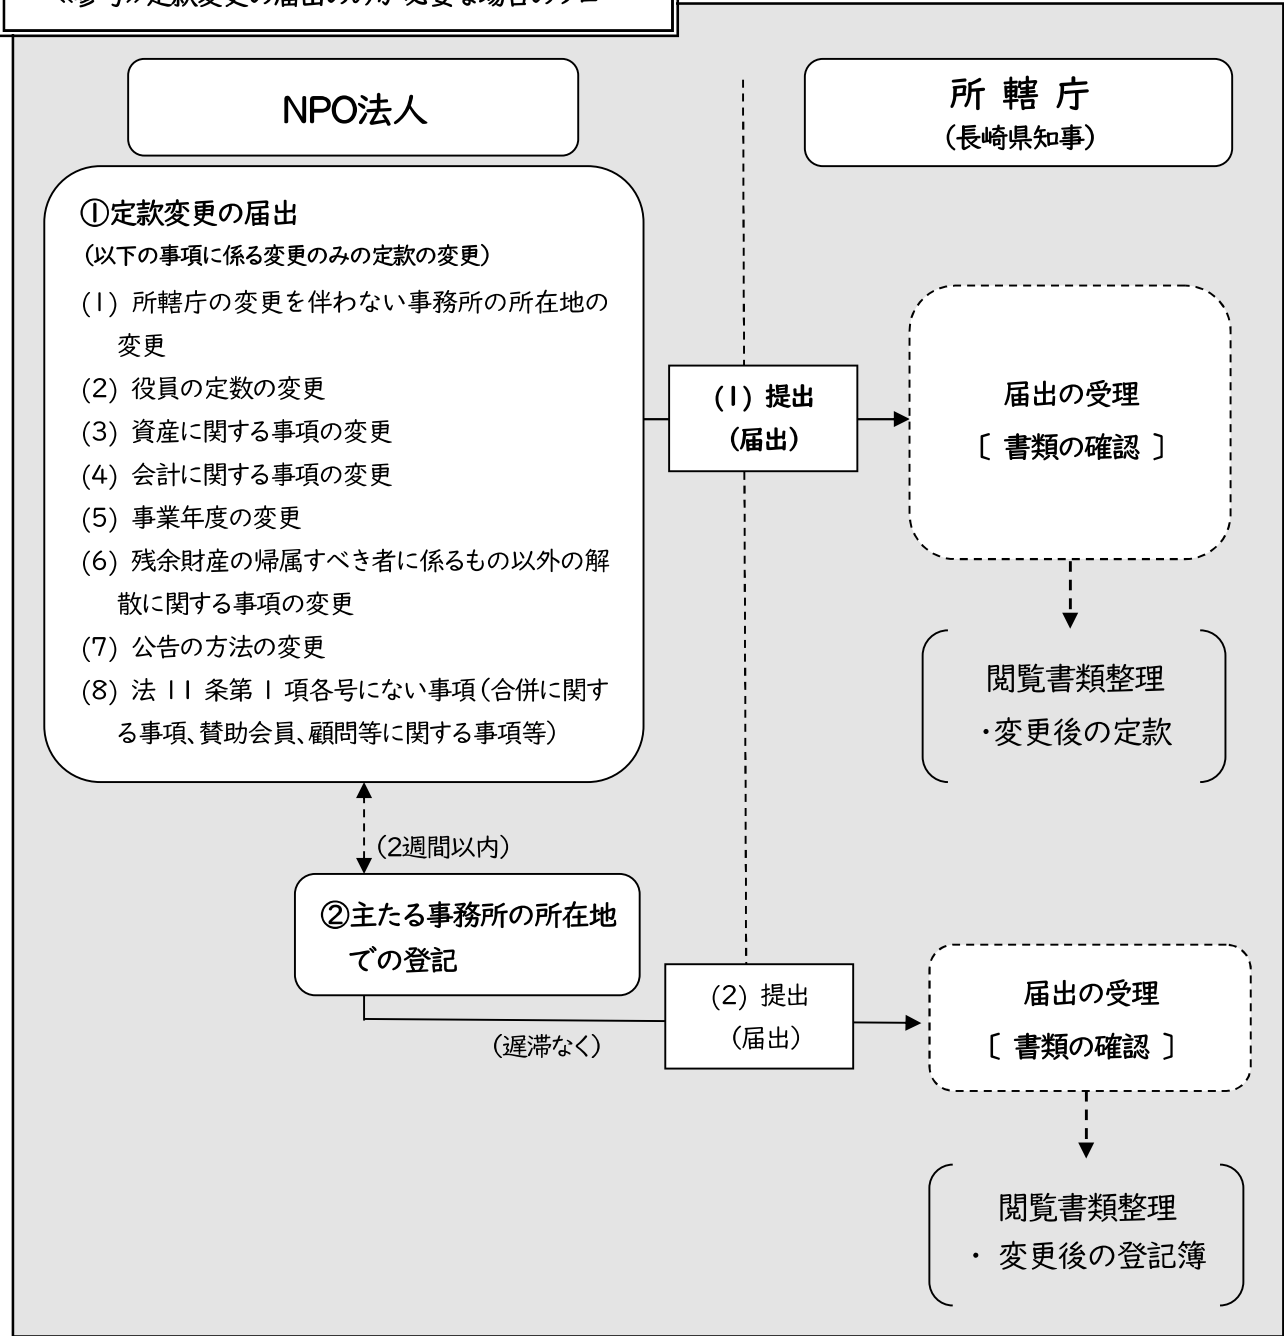 NPO法人
所 轄 庁
(長崎県知事)
①定款変更の届出
(以下の事項に係る変更のみの定款の変更)
(1) 所轄庁の変更を伴わない事務所の所在地の
変更
(2) 役員の定数の変更
(3) 資産に関する事項の変更
(4) 会計に関する事項の変更
(5) 事業年度の変更
(6) 残余財産の帰属すべき者に係るもの以外の解
散に関する事項の変更
(7) 公告の方法の変更
(8) 法 11 条第 1 項各号にない事項(合併に関す
る事項、賛助会員、顧問等に関する事項等)
(1) 提出
(届出)
届出の受理
〔 書類の確認 〕
閲覧書類整理
・変更後の定款
(2週間以内)
②主たる事務所の所在地
での登記
(遅滞なく)
(2) 提出
(届出)
届出の受理
〔 書類の確認 〕
閲覧書類整理
・ 変更後の登記簿